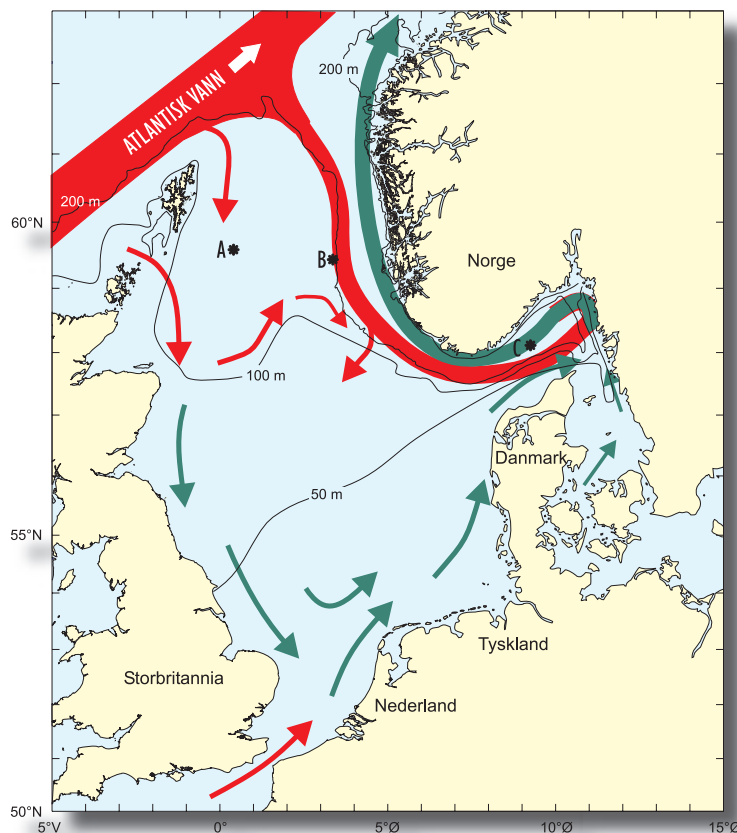 200 m
ATLANTISK VANN
200 m
60°N
A
B
Norge
C
100 m
Danmark
50 m
55°N
Tyskland
Storbritannia
Nederland
50°N
5°V
0°
5°Ø
10°Ø
15°Ø